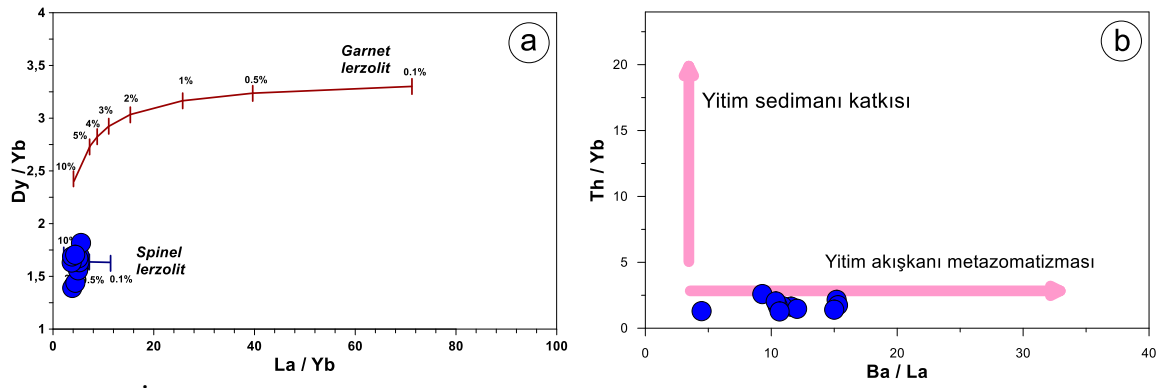 a
4
3,5
3
2,5
2
1,5
1
Dy / Yb
0
20
40
60
80
100
La / Yb
Garnet
lerzolit
0.1%
0.5%
1%
2%
3%
4%
5%
10%
Spinel
lerzolit
0.1%
b
20
15
10
5
0
Th / Yb
0
10
20
30
40
Ba / La
Yitim sedimanı katkısı
Yitim akışkanı metazomatizması